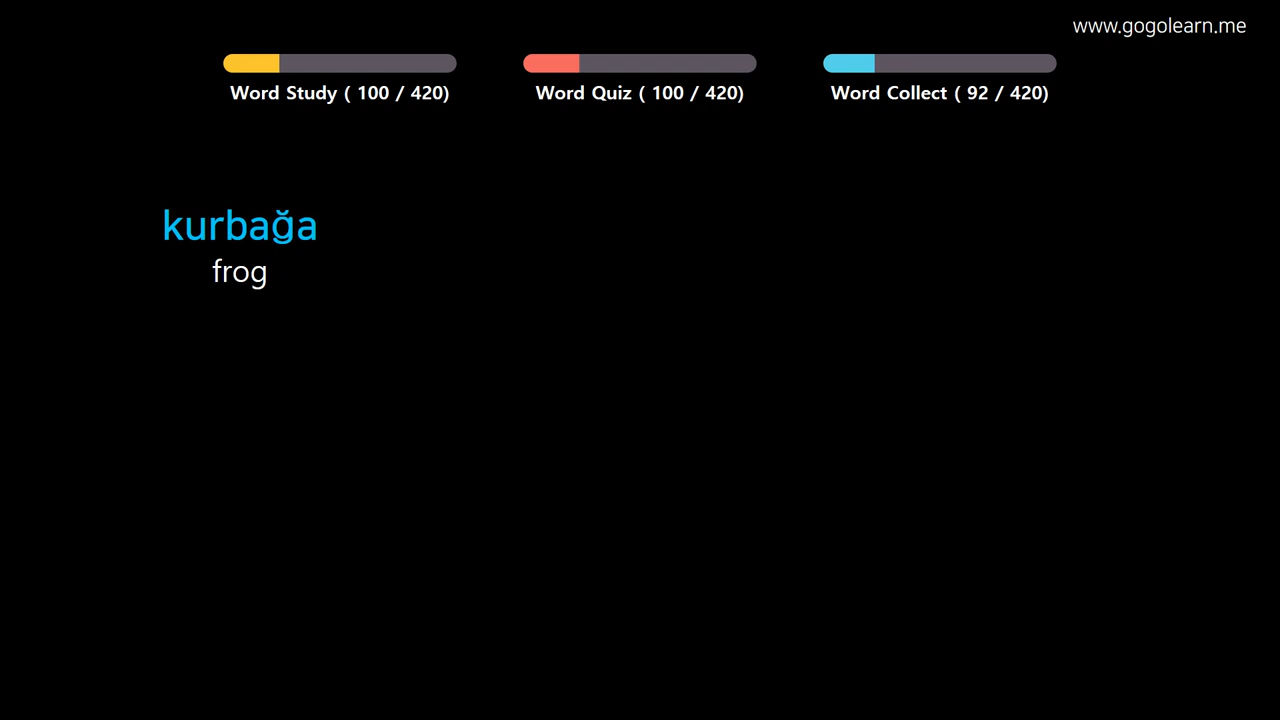 www.gogolearn.me
Word Study ( 100 / 420)
Word Quiz ( 100 / 420)
Word Collect ( 92 / 420)
kurbağa
frog